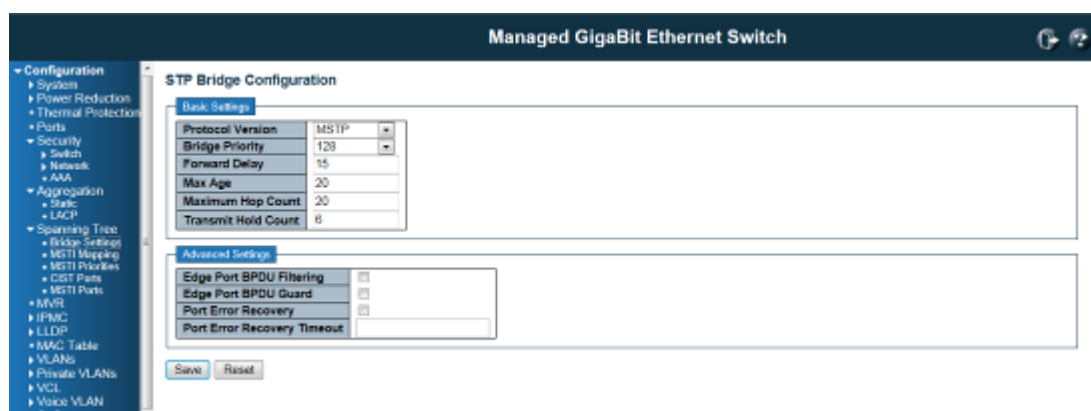 Managed GigaBit Ethernet Switch
Configuration
System
Power Reduction
Thermal Protection
Ports
Security
Switch
Network
AAA
Aggregation
Static
LACP
Spanning Tree
Bridge Settings
MSTI Mapping
MSTI Priorities
CIST Ports
MSTI Ports
MVR
IPMC
LLDP
MAC Table
VLANs
Private VLANs
VCL
Voice VLAN
STP Bridge Configuration
Basic Settings
Protocol Version MSTP
Bridge Priority 128
Forward Delay 15
Max Age 20
Maximum Hop Count 20
Transmit Hold Count 6
Advanced Settings
Edge Port BPDU Filtering
Edge Port BPDU Guard
Port Error Recovery
Port Error Recovery Timeout
Save Reset